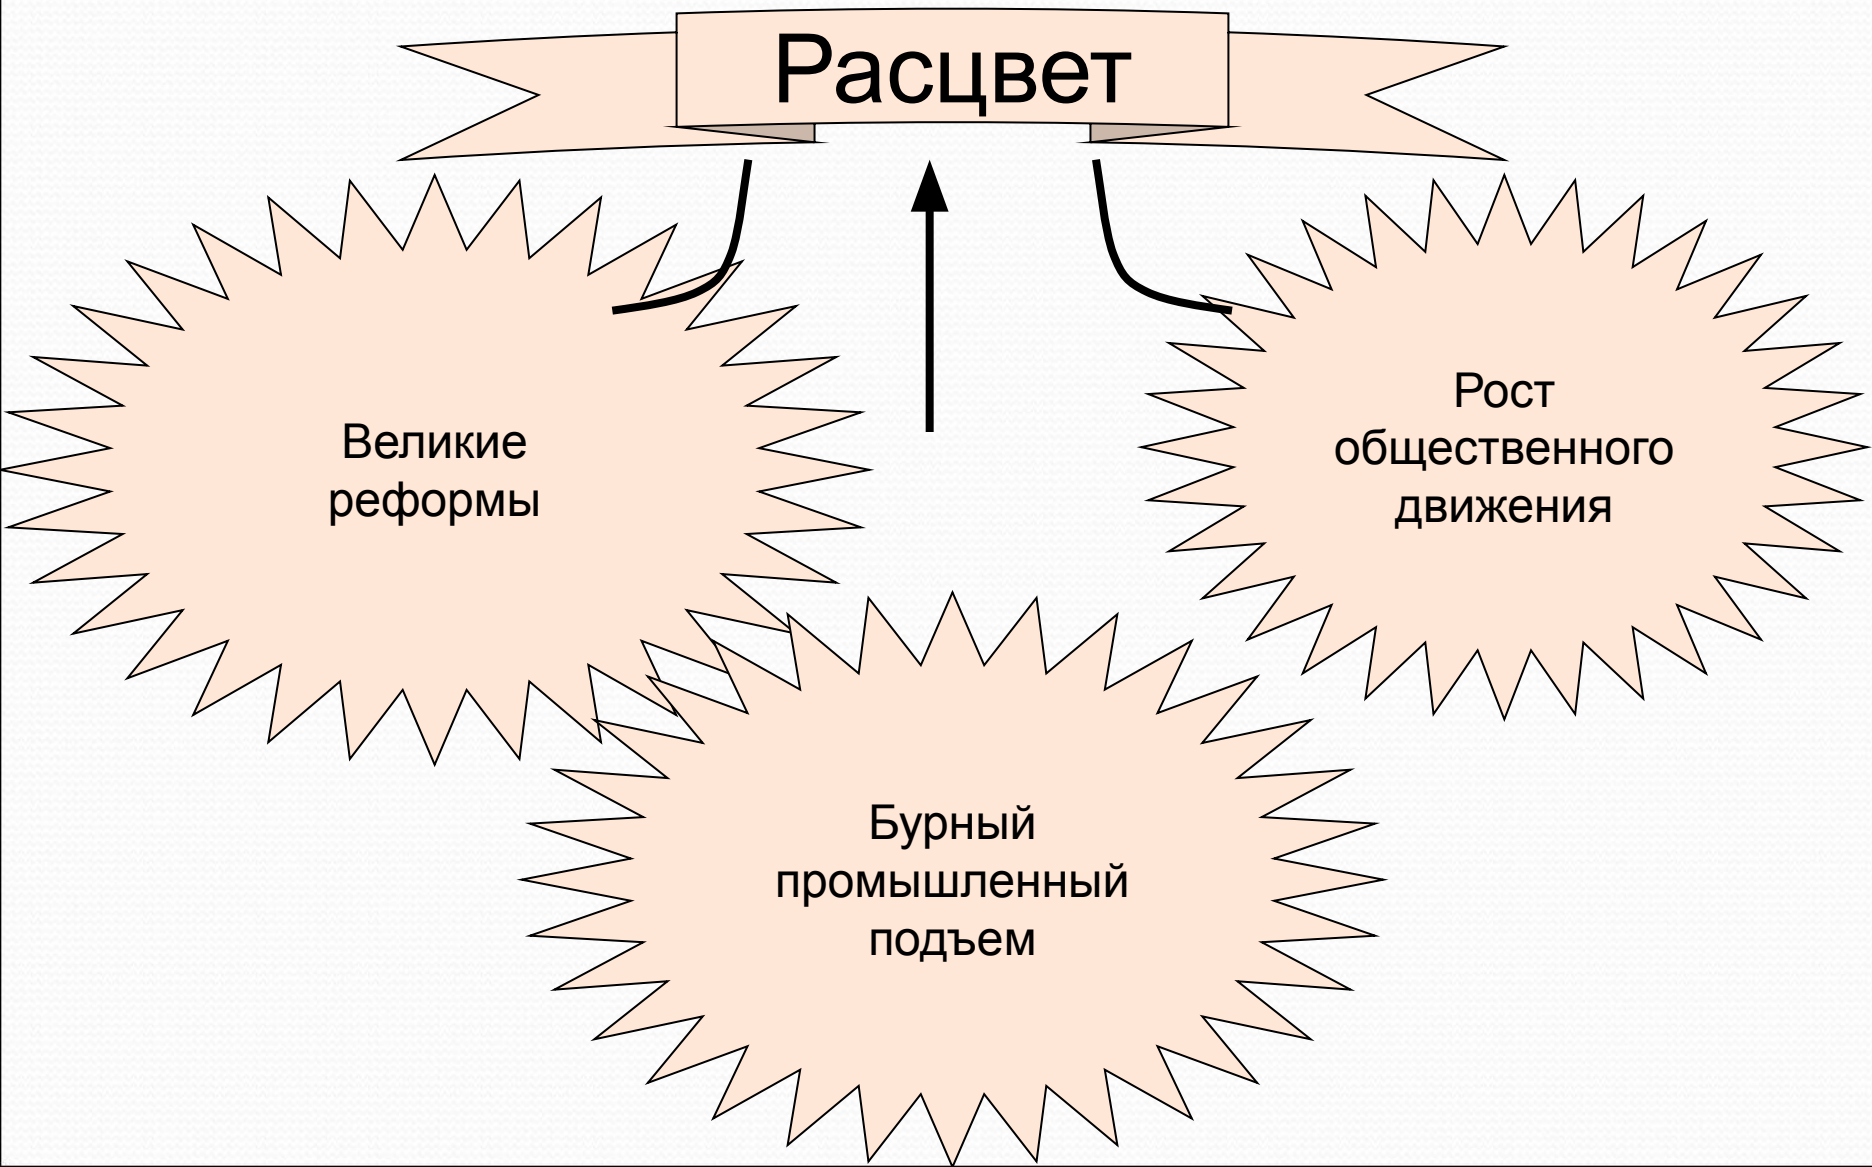 Расцвет
Великие
реформы
Рост
общественного
движения
Бурный
промышленный
подъем